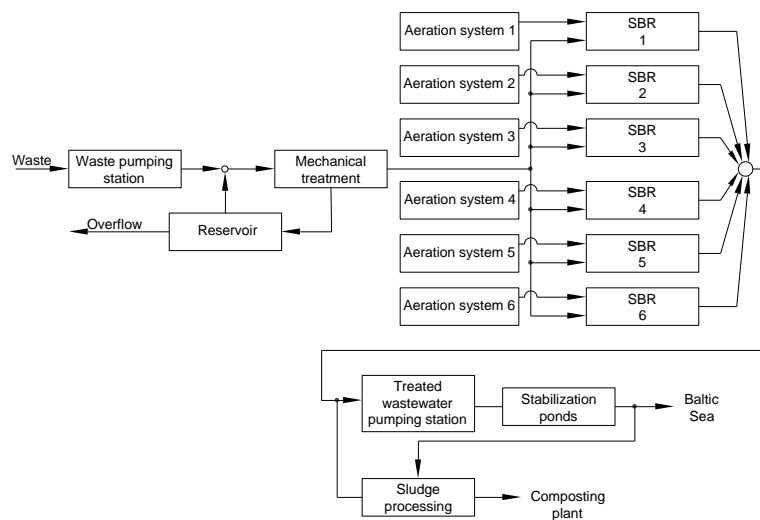 Aeration system 1
SBR
1
Aeration system 2
SBR
2
Aeration system 3
SBR
3
Waste
Waste pumping
station
Mechanical
treatment
Aeration system 4
SBR
4
Overflow
Reservoir
Aeration system 5
SBR
5
Aeration system 6
SBR
6
Treated
wastewater
pumping station
Stabilization
ponds
Baltic
Sea
Sludge
processing
Composting
plant